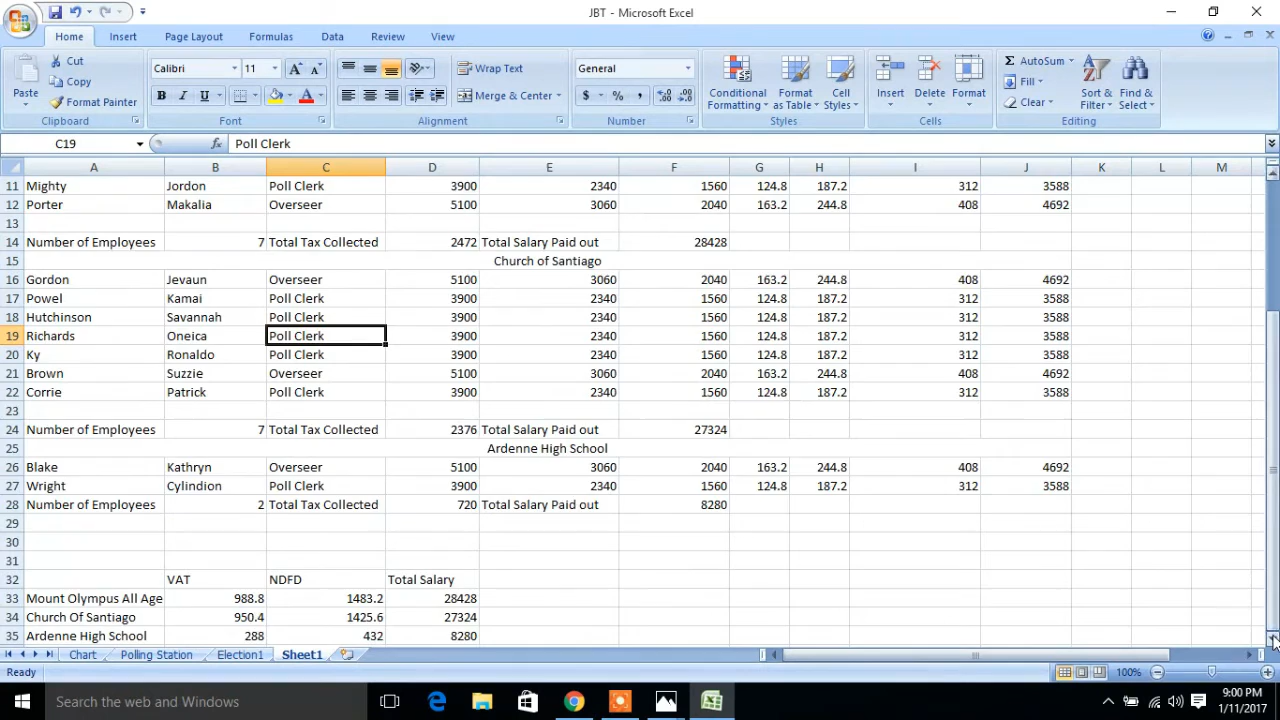 JBT - Microsoft Excel
Home Insert Page Layout Formulas Data Review View
Cut Calibri 11 Wrap Text General AutoSum
Copy Fill
Paste Format Painter Merge & Center $ % , Conditional Formatting Format as Table Cell Styles Insert Delete Format Clear Sort & Filter Find & Select
Clipboard Font Alignment Number Styles Cells Editing
C19 fx Poll Clerk
A B C D E F G H I J K L M
11 Mighty Jordon Poll Clerk 3900 2340 1560 124.8 187.2 312 3588
12 Porter Makalia Overseer 5100 3060 2040 163.2 244.8 408 4692
13
14 Number of Employees 7 Total Tax Collected 2472 Total Salary Paid out 28428
15 Church of Santiago
16 Gordon Jevaun Overseer 5100 3060 2040 163.2 244.8 408 4692
17 Powel Kamai Poll Clerk 3900 2340 1560 124.8 187.2 312 3588
18 Hutchinson Savannah Poll Clerk 3900 2340 1560 124.8 187.2 312 3588
19 Richards Oneica Poll Clerk 3900 2340 1560 124.8 187.2 312 3588
20 Ky Ronaldo Poll Clerk 3900 2340 1560 124.8 187.2 312 3588
21 Brown Suzzie Overseer 5100 3060 2040 163.2 244.8 408 4692
22 Corrie Patrick Poll Clerk 3900 2340 1560 124.8 187.2 312 3588
23
24 Number of Employees 7 Total Tax Collected 2376 Total Salary Paid out 27324
25 Ardenne High School
26 Blake Kathryn Overseer 5100 3060 2040 163.2 244.8 408 4692
27 Wright Cylindion Poll Clerk 3900 2340 1560 124.8 187.2 312 3588
28 Number of Employees 2 Total Tax Collected 720 Total Salary Paid out 8280
29
30
31
32 VAT NDFD Total Salary
33 Mount Olympus All Age 988.8 1483.2 28428
34 Church Of Santiago 950.4 1425.6 27324
35 Ardenne High School 288 432 8280
Chart Polling Station Election1 Sheet1
Ready 100%
Search the web and Windows 9:00 PM
1/11/2017